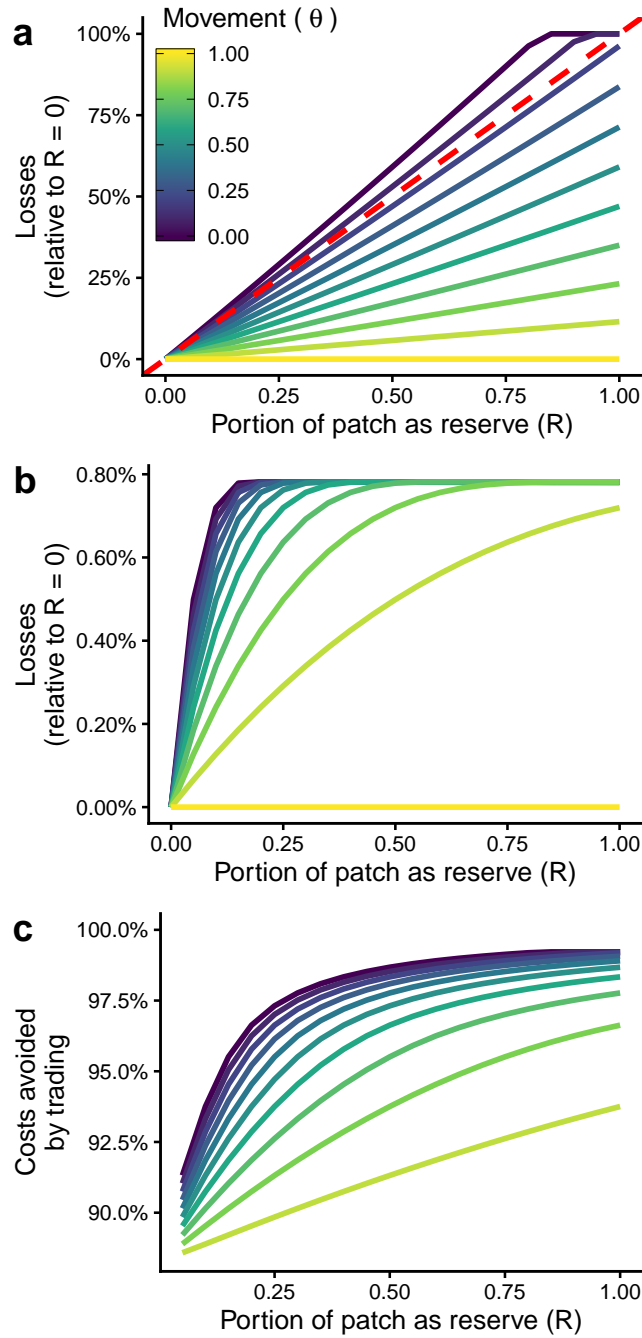 a
Movement ( θ )
1.00
0.75
0.50
0.25
0.00
100%
75%
50%
25%
0%
Losses
(relative to R = 0)
0.00 0.25 0.50 0.75 1.00
Portion of patch as reserve (R)
b
0.80%
0.60%
0.40%
0.20%
0.00%
Losses
(relative to R = 0)
0.00 0.25 0.50 0.75 1.00
Portion of patch as reserve (R)
c
100.0%
97.5%
95.0%
92.5%
90.0%
Costs avoided
by trading
0.25 0.50 0.75 1.00
Portion of patch as reserve (R)